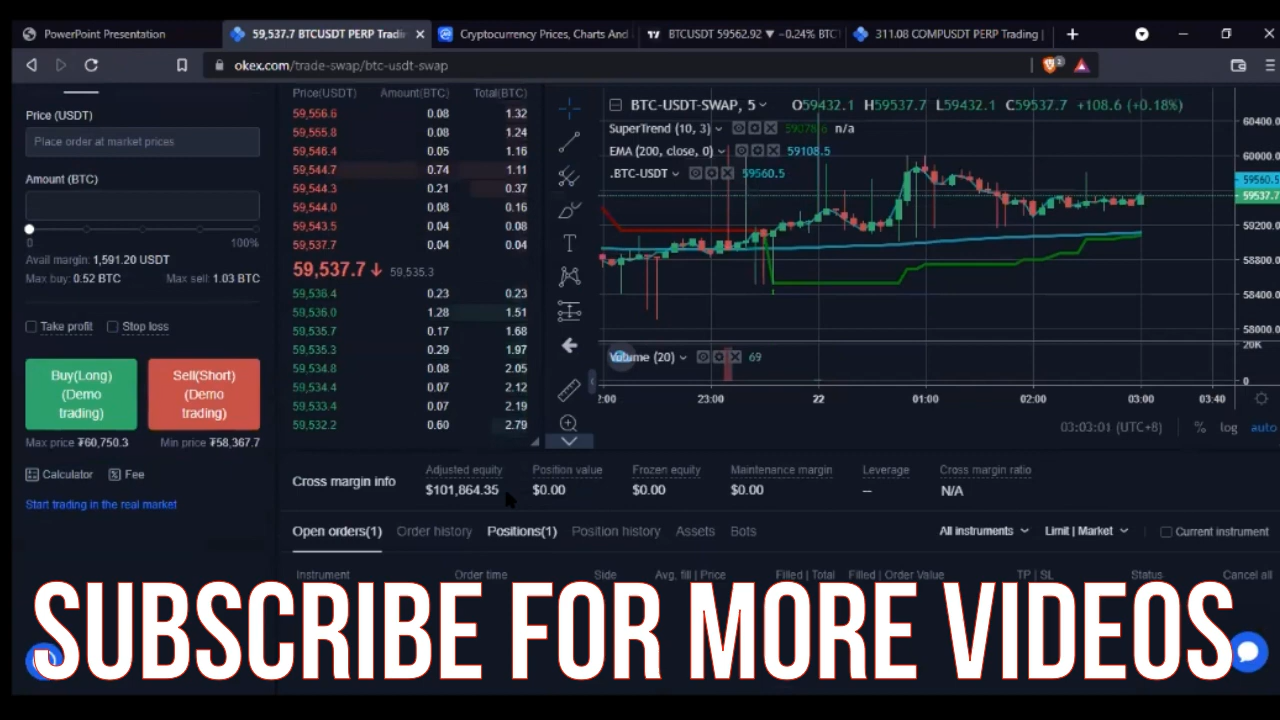 PowerPoint Presentation
59,537.7 BTCUSDT PERP Tradin
Cryptocurrency Prices, Charts And
BTCUSDT 59562.92 ▼ −0.24% BTC
311.08 COMPUSDT PERP Trading |
okex.com/trade-swap/btc-usdt-swap
2
Price (USDT)
Place order at market prices
Amount (BTC)
0 100%
Avail margin: 1,591.20 USDT
Max buy: 0.52 BTC Max sell: 1.03 BTC
Take profit Stop loss
Buy(Long) (Demo trading)
Sell(Short) (Demo trading)
Max price ₮60,750.3 Min price ₮58,367.7
Calculator Fee
Start trading in the real market
Price(USDT) Amount(BTC) Total(BTC)
59,556.6 0.08 1.32
59,555.8 0.08 1.24
59,546.4 0.05 1.16
59,544.7 0.74 1.11
59,544.3 0.21 0.37
59,544.0 0.08 0.16
59,543.5 0.04 0.08
59,537.7 0.04 0.04
59,537.7 59,535.3
59,536.4 0.23 0.23
59,536.0 1.28 1.51
59,535.7 0.17 1.68
59,535.3 0.29 1.97
59,534.8 0.08 2.05
59,534.4 0.07 2.12
59,533.4 0.07 2.19
59,532.2 0.60 2.79
BTC-USDT-SWAP, 5 O59432.1 H59537.7 L59432.1 C59537.7 +108.6 (+0.18%)
SuperTrend (10, 3) n/a
EMA (200, close, 0) 59108.5
.BTC-USDT 59560.5
Volume (20) 69
60400.0
60000.0
59560.5
59537.7
59200.0
58800.0
58400.0
58000.0
20K
0
2:00 23:00 22 01:00 02:00 03:00 03:40
03:03:01 (UTC+8) % log auto
Cross margin info
Adjusted equity Position value Frozen equity Maintenance margin Leverage Cross margin ratio
$101,864.35 $0.00 $0.00 $0.00 -- N/A
Open orders(1) Order history Positions(1) Position history Assets Bots
All instruments Limit | Market Current instrument
Instrument Order time Side Avg. fill | Price Filled | Total Filled | Order Value TP | SL Status Cancel all
SUBSCRIBE FOR MORE VIDEOS